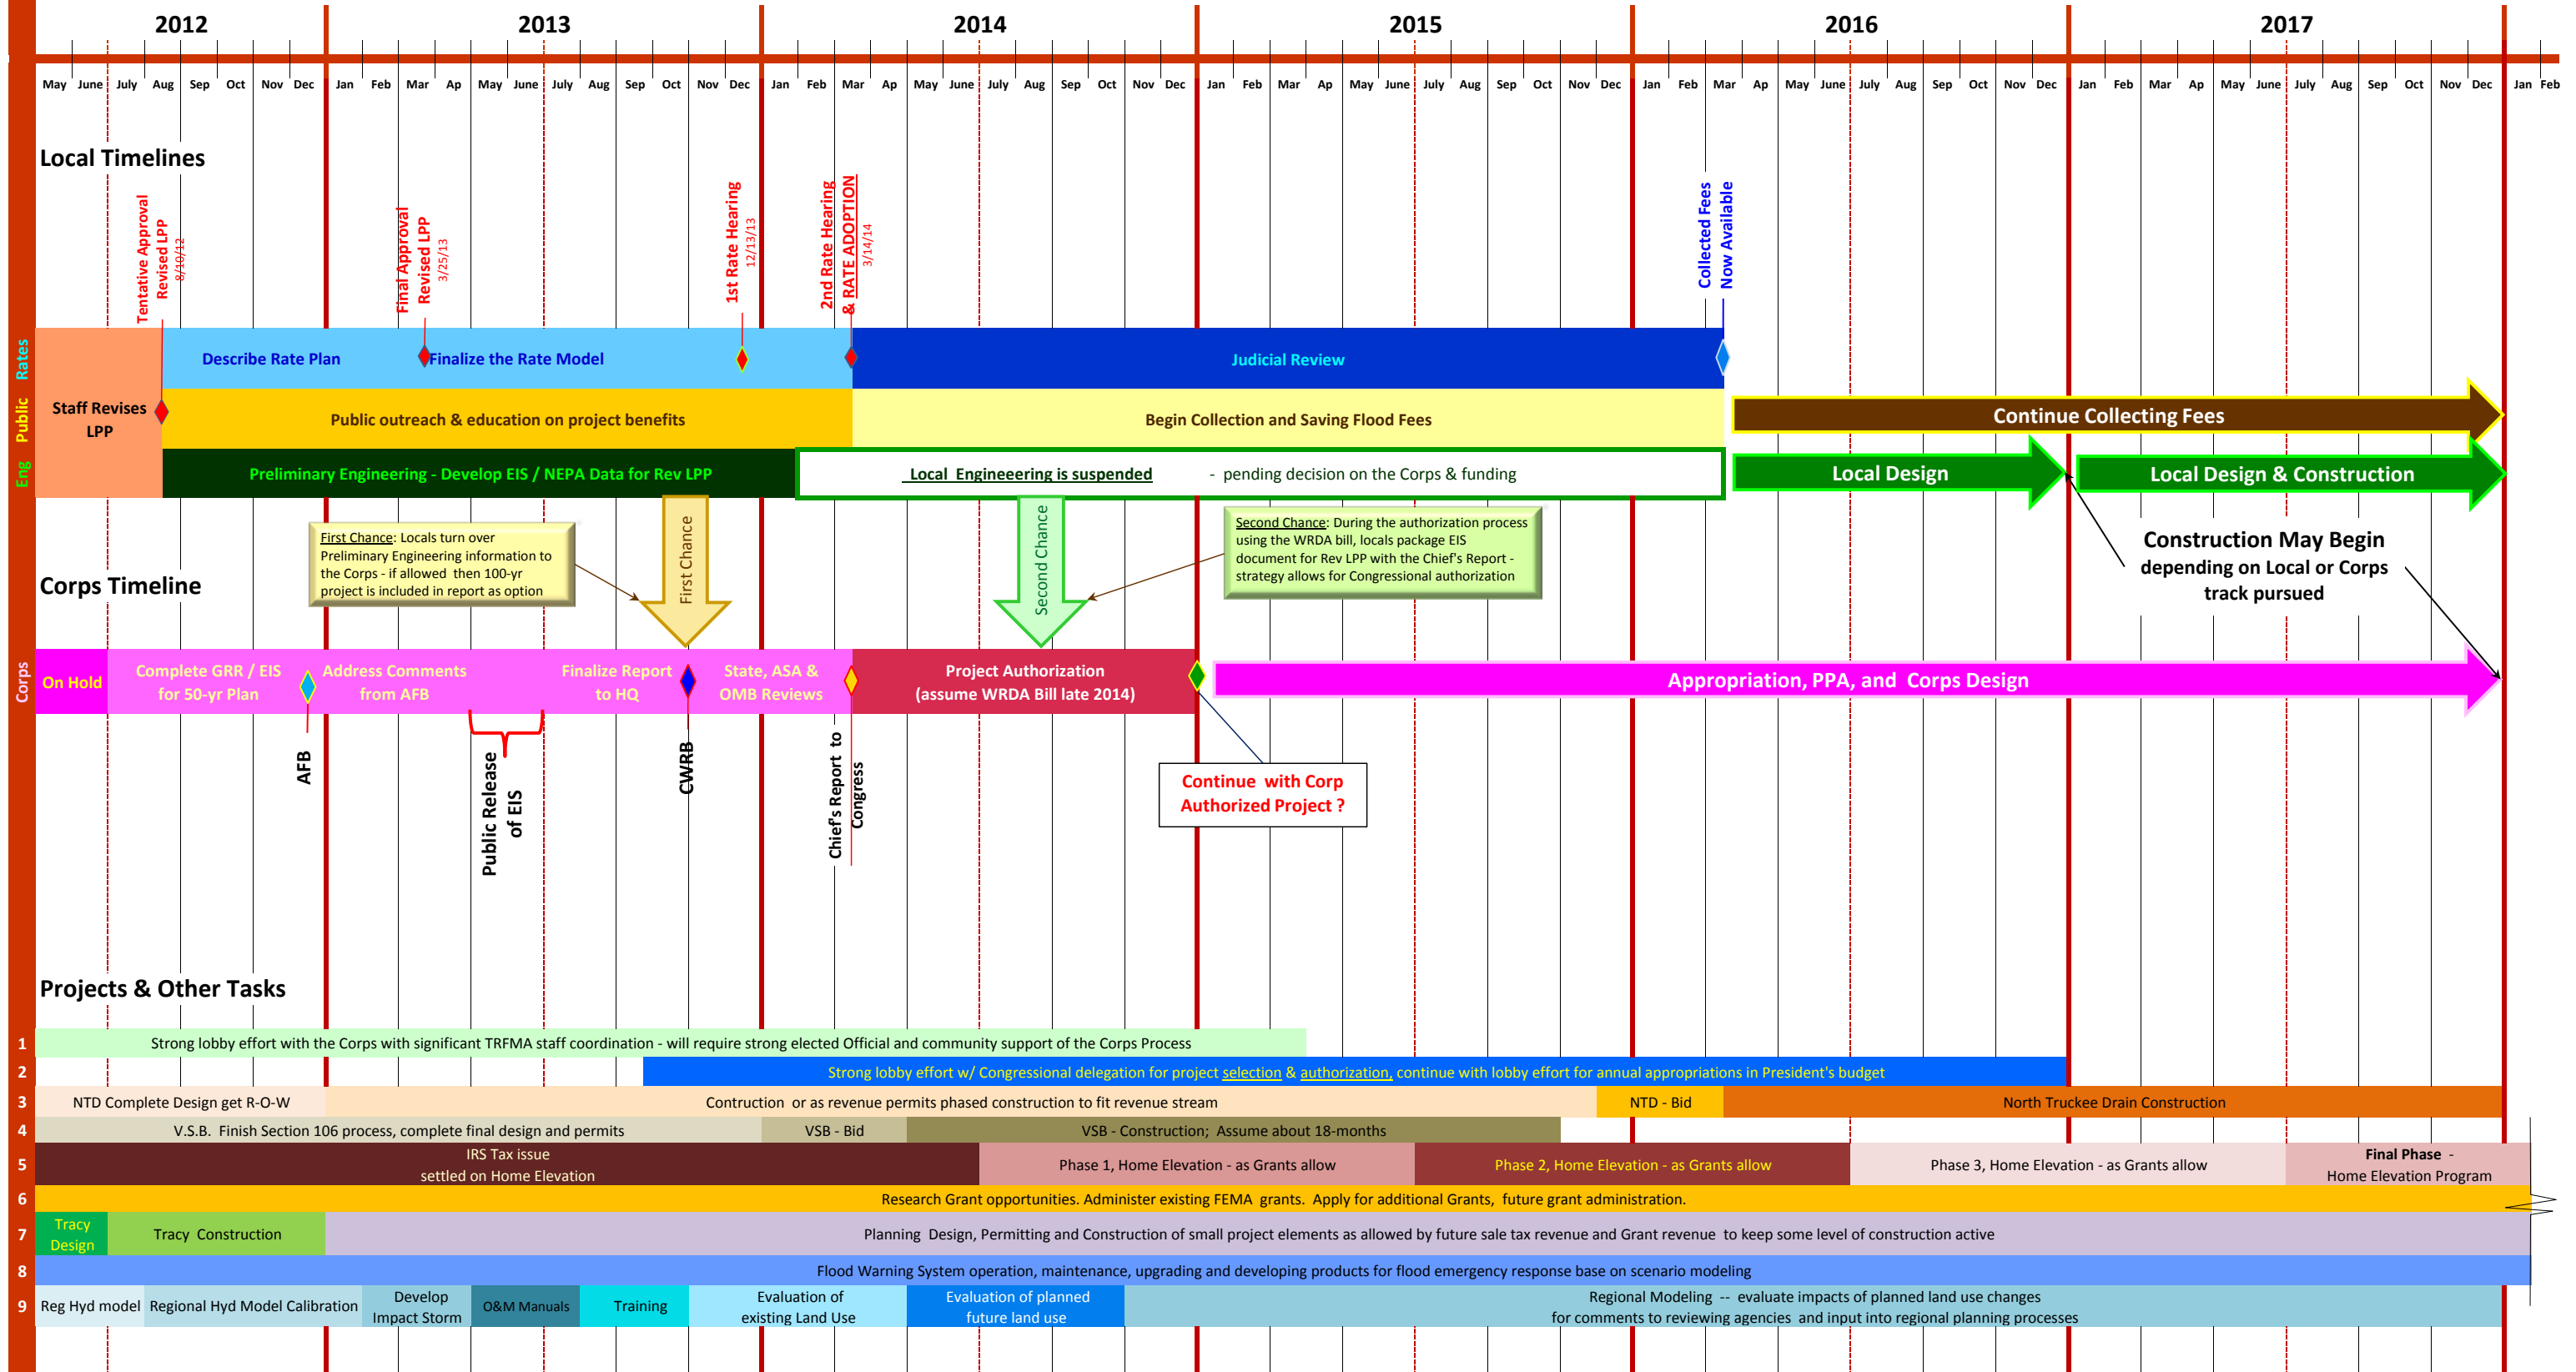 2012 2013 2014 2015 2016 2017
May June July Aug Sep Oct Nov Dec Jan Feb Mar Ap May June July Aug Sep Oct Nov Dec Jan Feb Mar Ap May June July Aug Sep Oct Nov Dec Jan Feb Mar Ap May June July Aug Sep Oct Nov Dec Jan Feb Mar Ap May June July Aug Sep Oct Nov Dec Jan Feb Mar Ap May June July Aug Sep Oct Nov Dec Jan Feb
Local Timelines
Tentative Approval
Revised LPP
8/10/12
Final Approval
Revised LPP
3/25/13
1st Rate Hearing
12/13/13
2nd Rate Hearing
& RATE ADOPTION
3/14/14
Collected Fees
Now Available
Rates
Describe Rate Plan
Finalize the Rate Model
Judicial Review
Public
Staff Revises
LPP
Public outreach & education on project benefits
Begin Collection and Saving Flood Fees
Continue Collecting Fees
Eng
Preliminary Engineering - Develop EIS / NEPA Data for Rev LPP
Local Engineeering is suspended - pending decision on the Corps & funding
Local Design
Local Design & Construction
First Chance: Locals turn over
Preliminary Engineering information to
the Corps - if allowed then 100-yr
project is included in report as option
First Chance
Second Chance
Second Chance: During the authorization process
using the WRDA bill, locals package EIS
document for Rev LPP with the Chief's Report -
strategy allows for Congressional authorization
Construction May Begin
depending on Local or Corps
track pursued
Corps Timeline
Corps
On Hold
Complete GRR / EIS
for 50-yr Plan
Address Comments
from AFB
Finalize Report
to HQ
State, ASA &
OMB Reviews
Project Authorization
(assume WRDA Bill late 2014)
Appropriation, PPA, and Corps Design
AFB
Public Release
of EIS
CWRB
Chief's Report to
Congress
Continue with Corp
Authorized Project ?
Projects & Other Tasks
1
Strong lobby effort with the Corps with significant TRFMA staff coordination - will require strong elected Official and community support of the Corps Process
2
Strong lobby effort w/ Congressional delegation for project selection & authorization, continue with lobby effort for annual appropriations in President's budget
3
NTD Complete Design get R-O-W
Contruction or as revenue permits phased construction to fit revenue stream
NTD - Bid
North Truckee Drain Construction
4
V.S.B. Finish Section 106 process, complete final design and permits
VSB - Bid
VSB - Construction; Assume about 18-months
5
IRS Tax issue
settled on Home Elevation
Phase 1, Home Elevation - as Grants allow
Phase 2, Home Elevation - as Grants allow
Phase 3, Home Elevation - as Grants allow
Final Phase -
Home Elevation Program
6
Research Grant opportunities. Administer existing FEMA grants. Apply for additional Grants, future grant administration.
7
Tracy
Design
Tracy Construction
Planning Design, Permitting and Construction of small project elements as allowed by future sale tax revenue and Grant revenue to keep some level of construction active
8
Flood Warning System operation, maintenance, upgrading and developing products for flood emergency response base on scenario modeling
9
Reg Hyd model
Regional Hyd Model Calibration
Develop
Impact Storm
O&M Manuals
Training
Evaluation of
existing Land Use
Evaluation of planned
future land use
Regional Modeling -- evaluate impacts of planned land use changes
for comments to reviewing agencies and input into regional planning processes